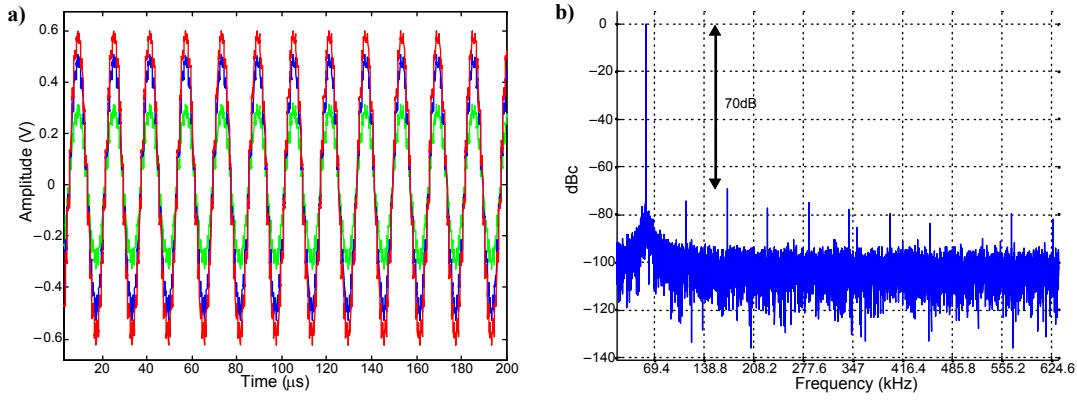 a)
0.6
0.4
0.2
0
−0.2
−0.4
−0.6
Amplitude (V)
20 40 60 80 100 120 140 160 180 200
Time (μs)
b)
0
−20
−40
−60
−80
−100
−120
−140
dBc
70dB
69.4 138.8 208.2 277.6 347 416.4 485.8 555.2 624.6
Frequency (kHz)